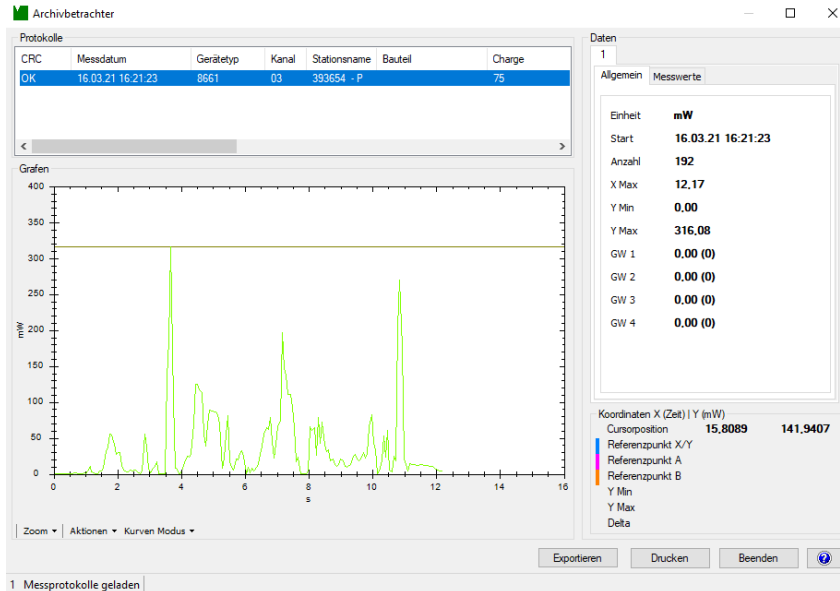 Archivbetrachter
Protokolle
CRC Messdatum Gerätetyp Kanal Stationsname Bauteil Charge
OK 16.03.21 16:21:23 8661 03 393654 - P 75
Grafen
400
350
300
250
200
150
100
50
0
mW
0 2 4 6 8 10 12 14 16
s
Zoom Aktionen Kurven Modus
Daten
1
Allgemein Messwerte
Einheit mW
Start 16.03.21 16:21:23
Anzahl 192
X Max 12,17
Y Min 0,00
Y Max 316,08
GW 1 0,00 (0)
GW 2 0,00 (0)
GW 3 0,00 (0)
GW 4 0,00 (0)
Koordinaten X (Zeit) | Y (mW)
Cursorposition 15,8089 141,9407
Referenzpunkt X/Y
Referenzpunkt A
Referenzpunkt B
Y Min
Y Max
Delta
Exportieren Drucken Beenden ?
1 Messprotokolle geladen